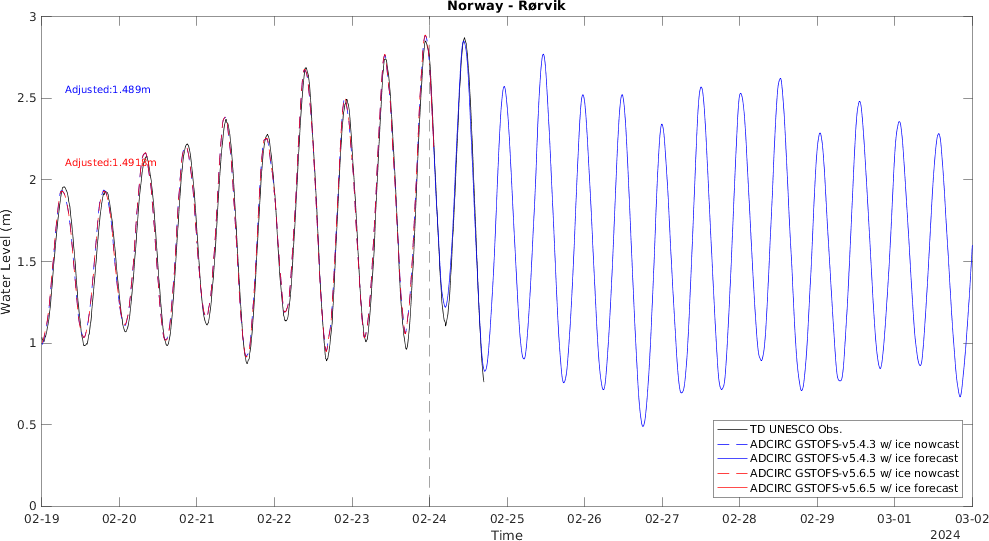 Norway - Rørvik
3
2.5
2
1.5
1
0.5
0
Water Level (m)
Adjusted:1.489m
Adjusted:1.4916m
TD UNESCO Obs.
ADCIRC GSTOFS-v5.4.3 w/ ice nowcast
ADCIRC GSTOFS-v5.4.3 w/ ice forecast
ADCIRC GSTOFS-v5.6.5 w/ ice nowcast
ADCIRC GSTOFS-v5.6.5 w/ ice forecast
02-19 02-20 02-21 02-22 02-23 02-24 02-25 02-26 02-27 02-28 02-29 03-01 03-02
Time
2024